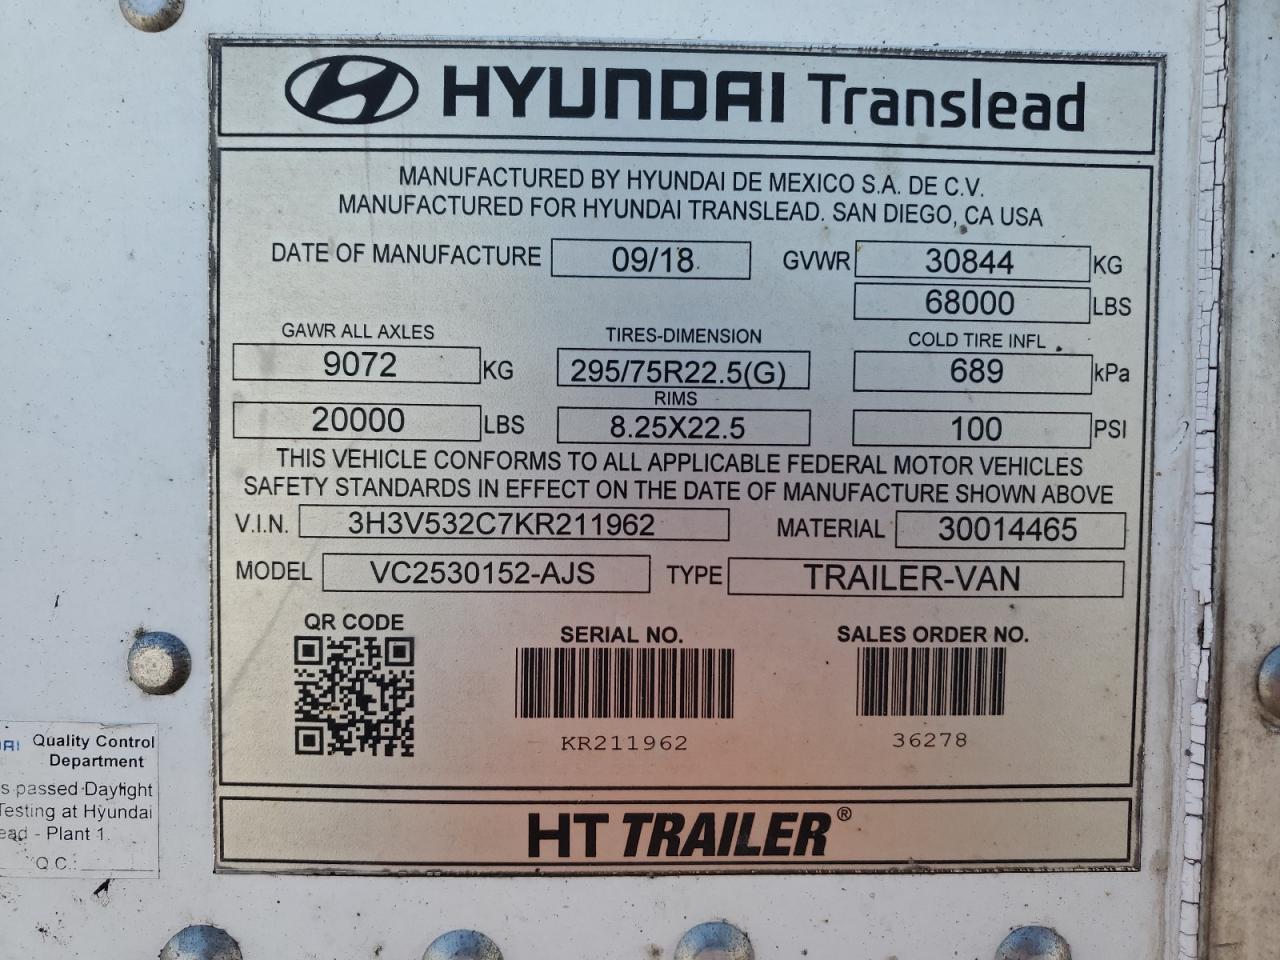 HYUNDAI Translead
MANUFACTURED BY HYUNDAI DE MEXICO S.A. DE C.V.
MANUFACTURED FOR HYUNDAI TRANSLEAD. SAN DIEGO, CA USA
DATE OF MANUFACTURE 09/18 GVWR 30844 KG
68000 LBS
GAWR ALL AXLES TIRES-DIMENSION COLD TIRE INFL
9072 KG 295/75R22.5(G) 689 kPa
RIMS
20000 LBS 8.25X22.5 100 PSI
THIS VEHICLE CONFORMS TO ALL APPLICABLE FEDERAL MOTOR VEHICLES
SAFETY STANDARDS IN EFFECT ON THE DATE OF MANUFACTURE SHOWN ABOVE
V.I.N. 3H3V532C7KR211962 MATERIAL 30014465
MODEL VC2530152-AJS TYPE TRAILER-VAN
QR CODE SERIAL NO. SALES ORDER NO.
KR211962 36278
HT TRAILER®
Quality Control
Department
passed Daylight
Testing at Hyundai
- Plant 1.
Q.C.